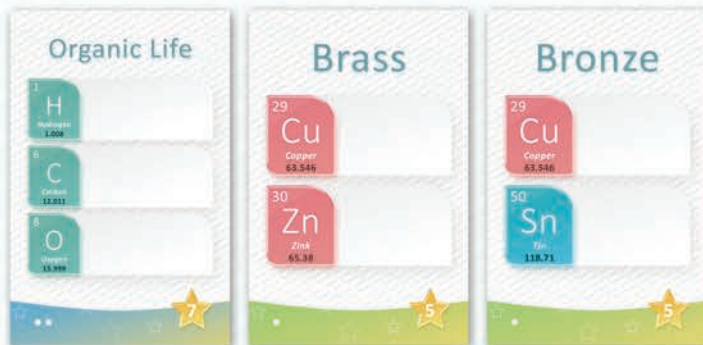 Organic Life
1
H
Hydrogen
1.008
6
C
Carbon
12.011
8
O
Oxygen
15.999
7
Brass
29
Cu
Copper
63.546
30
Zn
Zink
65.38
5
Bronze
29
Cu
Copper
63.546
50
Sn
Tin
118.71
5